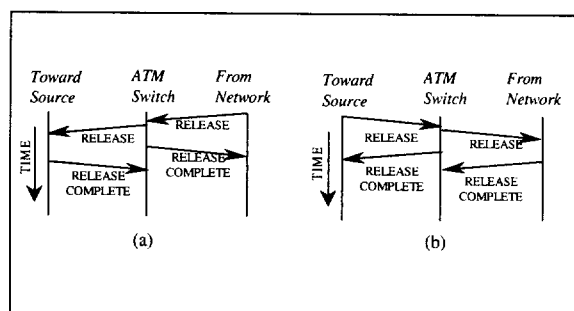 Toward Source
ATM Switch
From Network
TIME
RELEASE
RELEASE
RELEASE COMPLETE
RELEASE COMPLETE
(a)
Toward Source
ATM Switch
From Network
TIME
RELEASE
RELEASE
RELEASE COMPLETE
RELEASE COMPLETE
(b)